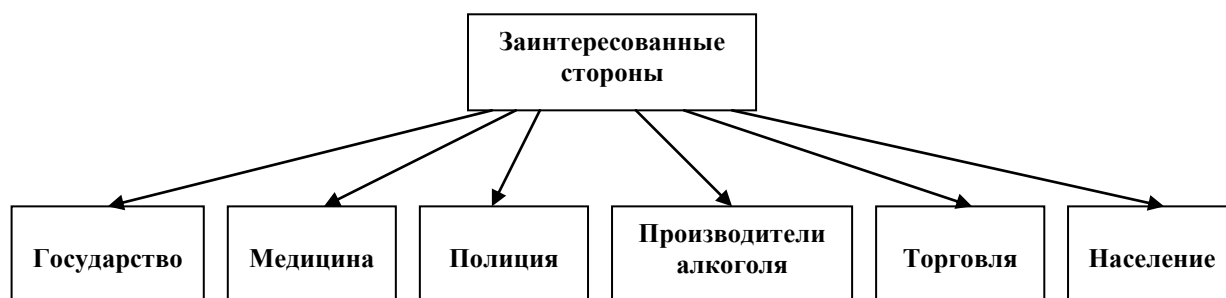 Заинтересованные
стороны
Государство
Медицина
Полиция
Производители
алкоголя
Торговля
Население